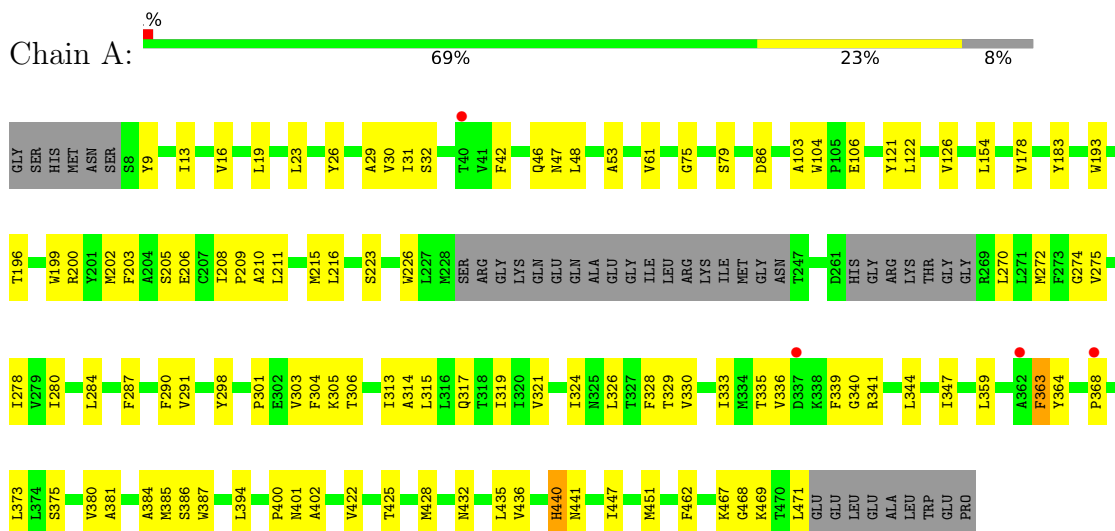 .%
Chain A:
69% 23% 8%
GLY SER HIS MET ASN SER S8 Y9 I13 V16 L19 L23 Y26 A29 V30 I31 S32 T40 V41 F42 Q46 N47 L48 A53 V61 G75 S79 D86 A103 W104 P105 E106 Y121 L122 V126 L154 V178 Y183 W193
T196 W199 R200 Y201 M202 F203 A204 S205 E206 C207 I208 P209 A210 L211 M215 L216 S223 W226 L227 M228 SER ARG GLY LYS GLN GLU GLN ALA GLU GLY ILE LEU ARG LYS ILE MET GLY ASN T247 D261 HIS GLY ARG LYS THR GLY GLY R269 L270 L271 M272 F273 G274 V275
I278 V279 I280 L284 F287 F290 V291 Y298 P301 E302 V303 F304 K305 T306 I313 A314 L315 L316 Q317 T318 I319 I320 V321 I324 N325 L326 T327 F328 T329 V330 I333 M334 T335 V336 D337 K338 F339 G340 R341 L344 I347 L359 A362 F363 Y364 P368
L373 L374 S375 V380 A381 A384 M385 S386 W387 L394 P400 N401 A402 V422 T425 M428 N432 L435 V436 H440 N441 I447 M451 F462 K467 G468 K469 T470 L471 GLU GLU LEU GLU ALA LEU TRP GLU PRO